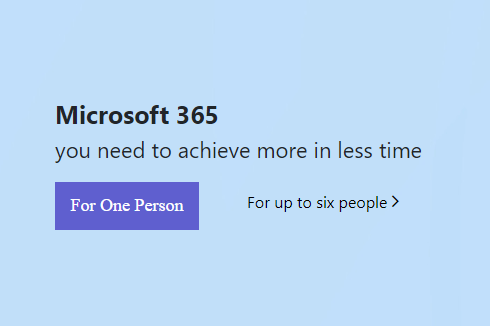 Microsoft 365
you need to achieve more in less time
For One Person
For up to six people